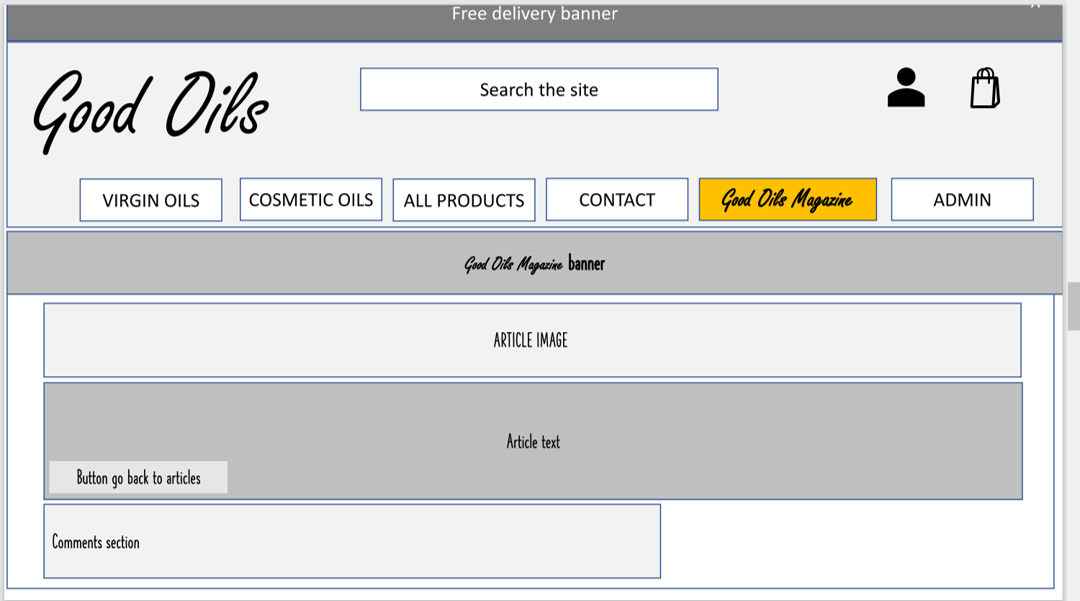 Free delivery banner
Good Oils
Search the site
VIRGIN OILS
COSMETIC OILS
ALL PRODUCTS
CONTACT
Good Oils Magazine
ADMIN
Good Oils Magazine banner
ARTICLE IMAGE
Article text
Button go back to articles
Comments section